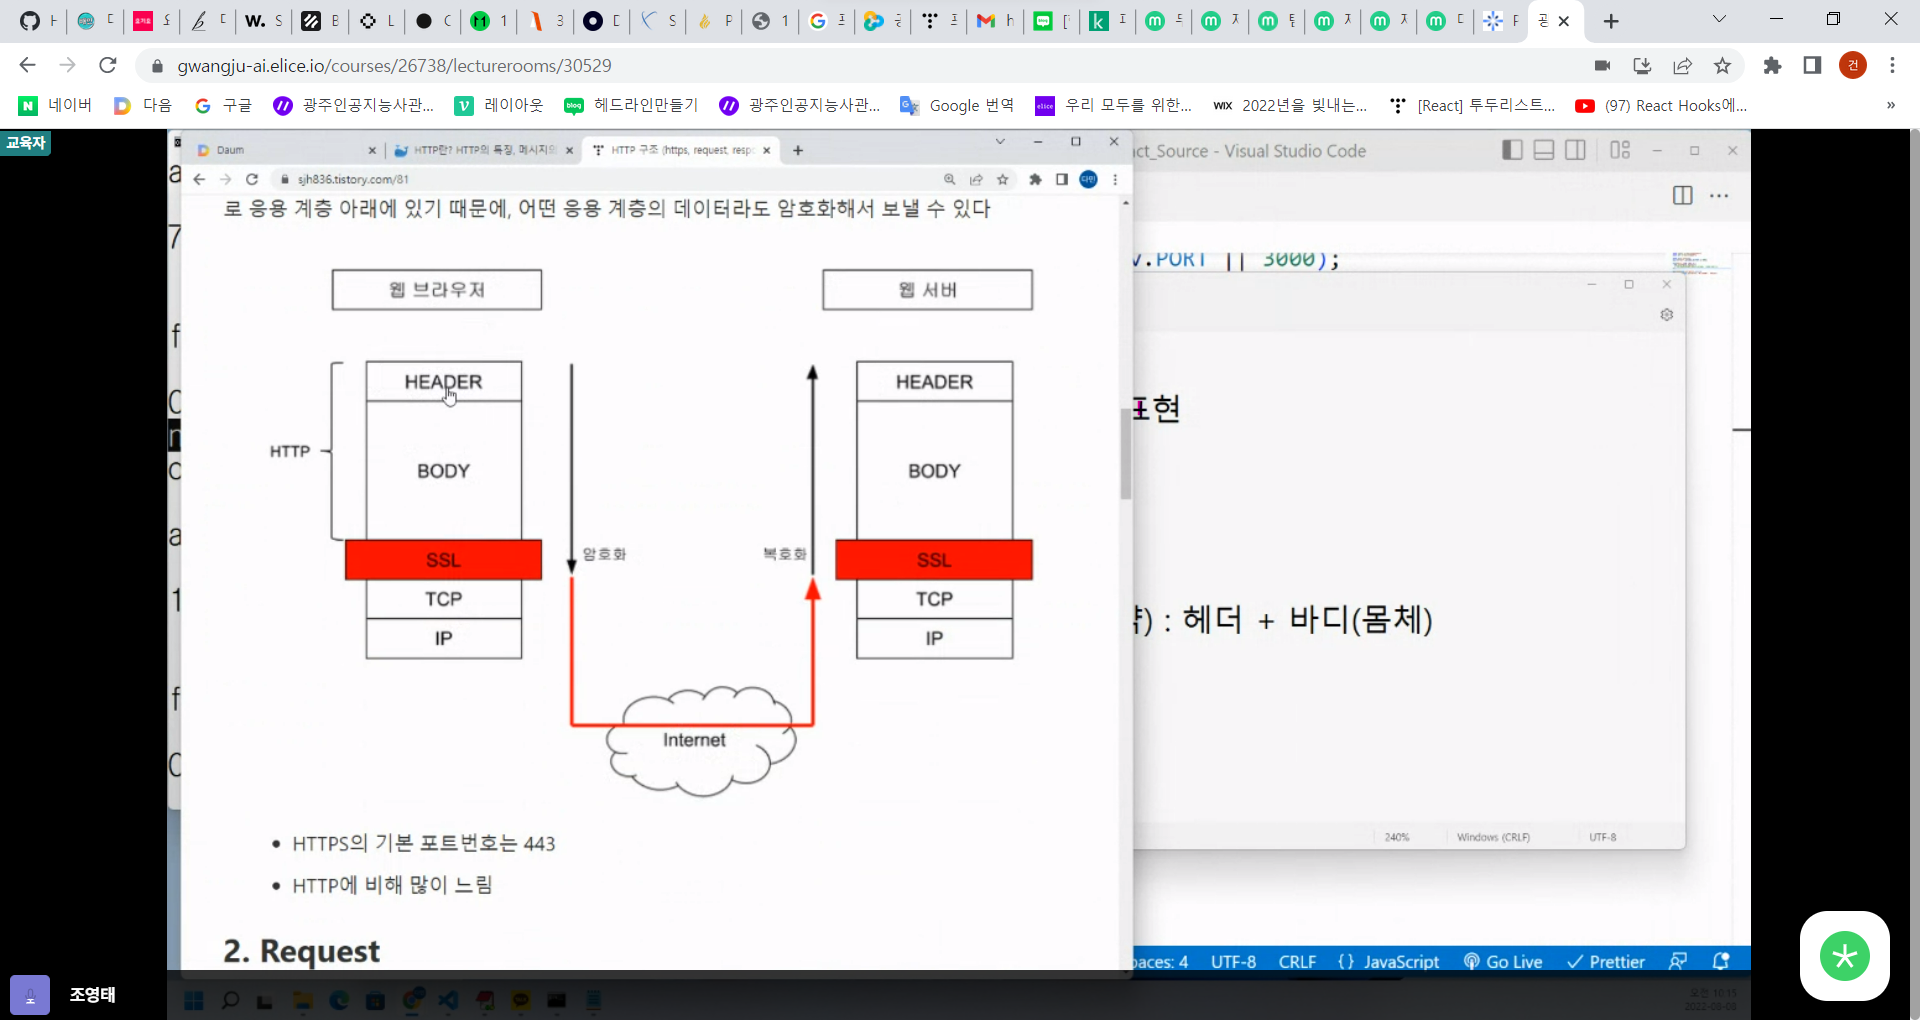 gwangju-ai.elice.io/courses/26738/lecturerooms/30529
건
네이버
다음
구글
광주인공지능사관...
레이아웃
헤드라인만들기
광주인공지능사관...
Google 번역
우리 모두를 위한...
2022년을 빛내는...
[React] 투두리스트...
(97) React Hooks에...
교육자
Daum
HTTP란? HTTP의 특징, 메시지의
HTTP 구조 (https, request, resp
ct_Source - Visual Studio Code
sjh836.tistory.com/81
로 응용 계층 아래에 있기 때문에, 어떤 응용 계층의 데이터라도 암호화해서 보낼 수 있다
.PORT || 3000);
웹 브라우저
웹 서버
HEADER
HEADER
표현
HTTP
BODY
BODY
SSL
암호화
복호화
SSL
TCP
TCP
IP
IP
) : 헤더 + 바디(몸체)
Internet
240%
Windows (CRLF)
UTF-8
HTTPS의 기본 포트번호는 443
HTTP에 비해 많이 느림
2. Request
paces: 4
UTF-8
CRLF
{ } JavaScript
Go Live
Prettier
조영태
오전 10:15
2022-08-08